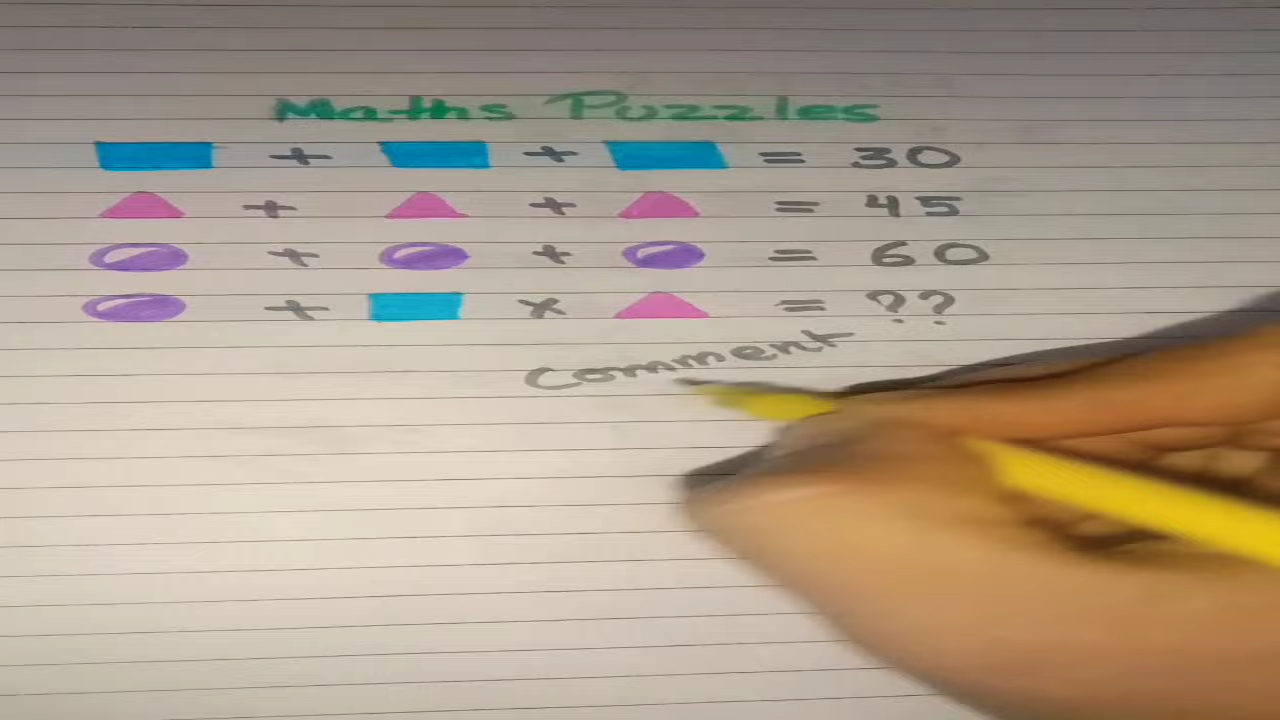 Maths Puzzles
+ + = 30
+ + = 45
+ + = 60
+ × = ??
Comment